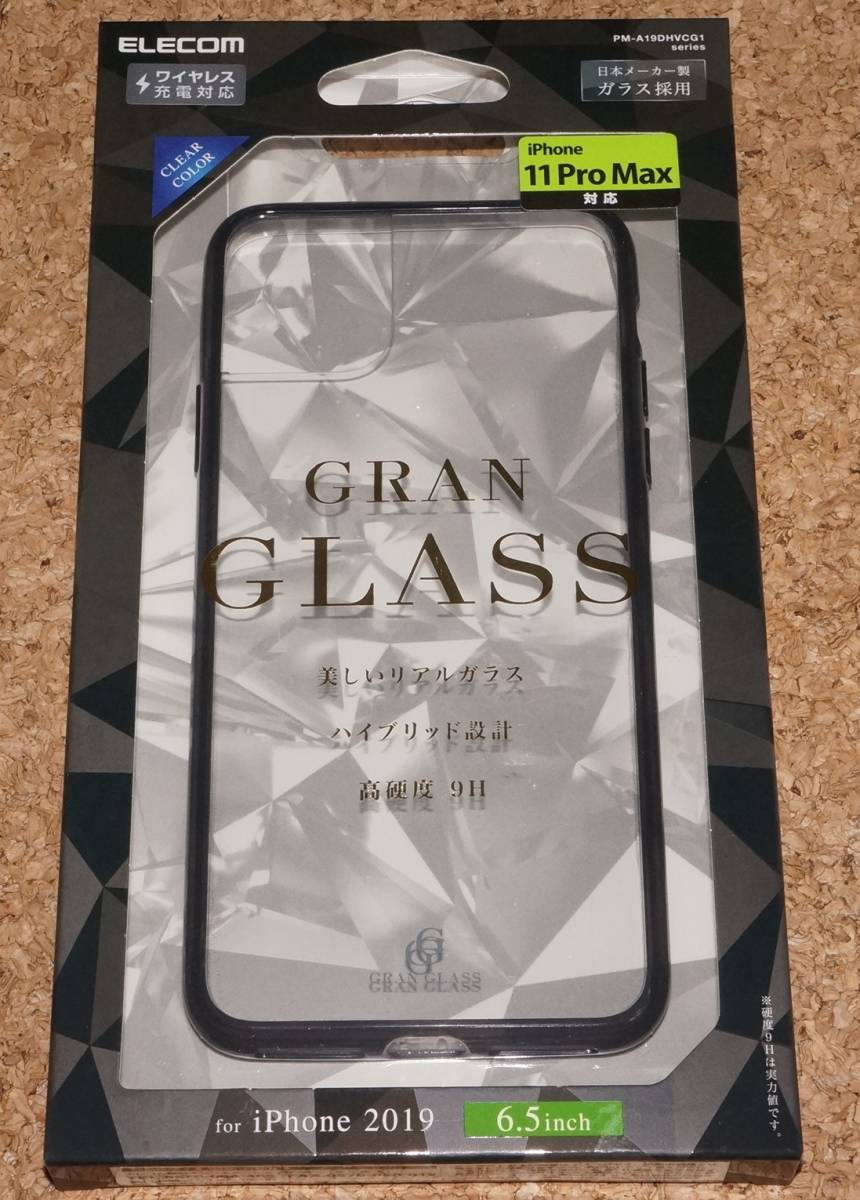 ELECOM
PM-A19DHVCG1
series
ワイヤレス
充電対応
日本メーカー製
ガラス採用
CLEAR
COLOR
iPhone
11 Pro Max
対応
GRAN
GLASS
美しいリアルガラス
ハイブリッド設計
高硬度 9H
GRAN GLASS
※硬度9Hは実力値です。
for iPhone 2019
6.5inch